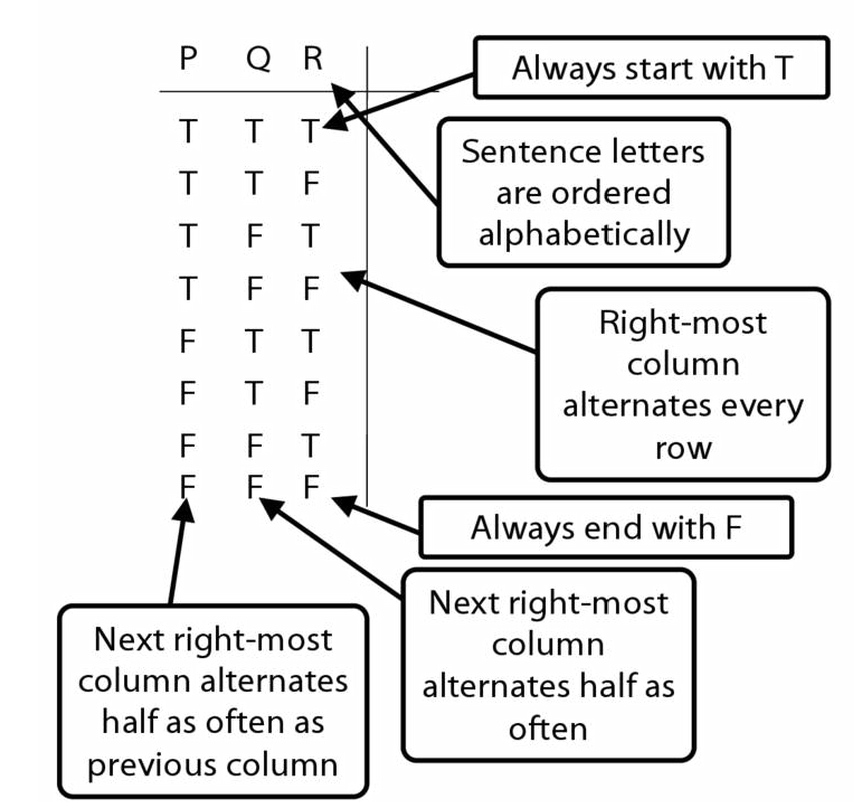 P Q R
T T T
T T F
T F T
T F F
F T T
F T F
F F T
F F F
Always start with T
Sentence letters
are ordered
alphabetically
Right-most
column
alternates every
row
Always end with F
Next right-most
column
alternates half as
often
Next right-most
column alternates
half as often as
previous column